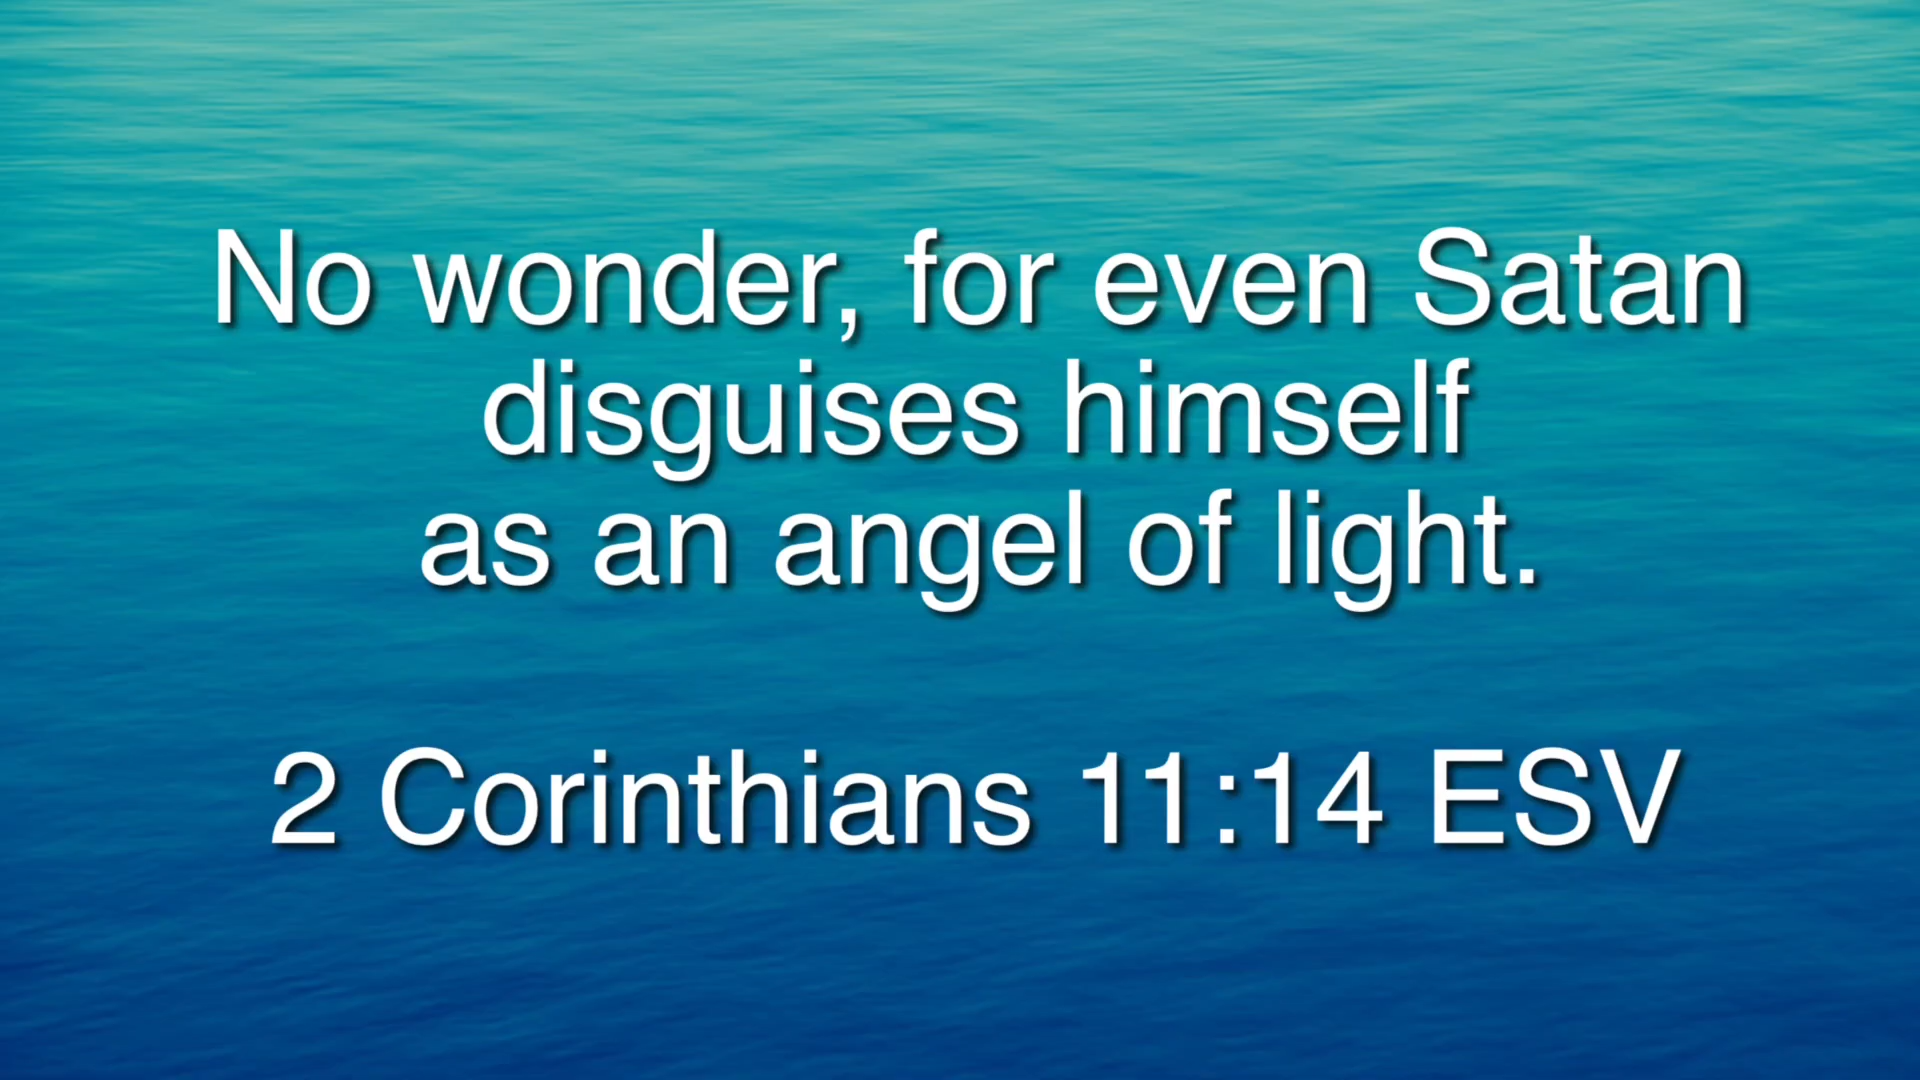 No wonder, for even Satan
disguises himself
as an angel of light.
2 Corinthians 11:14 ESV